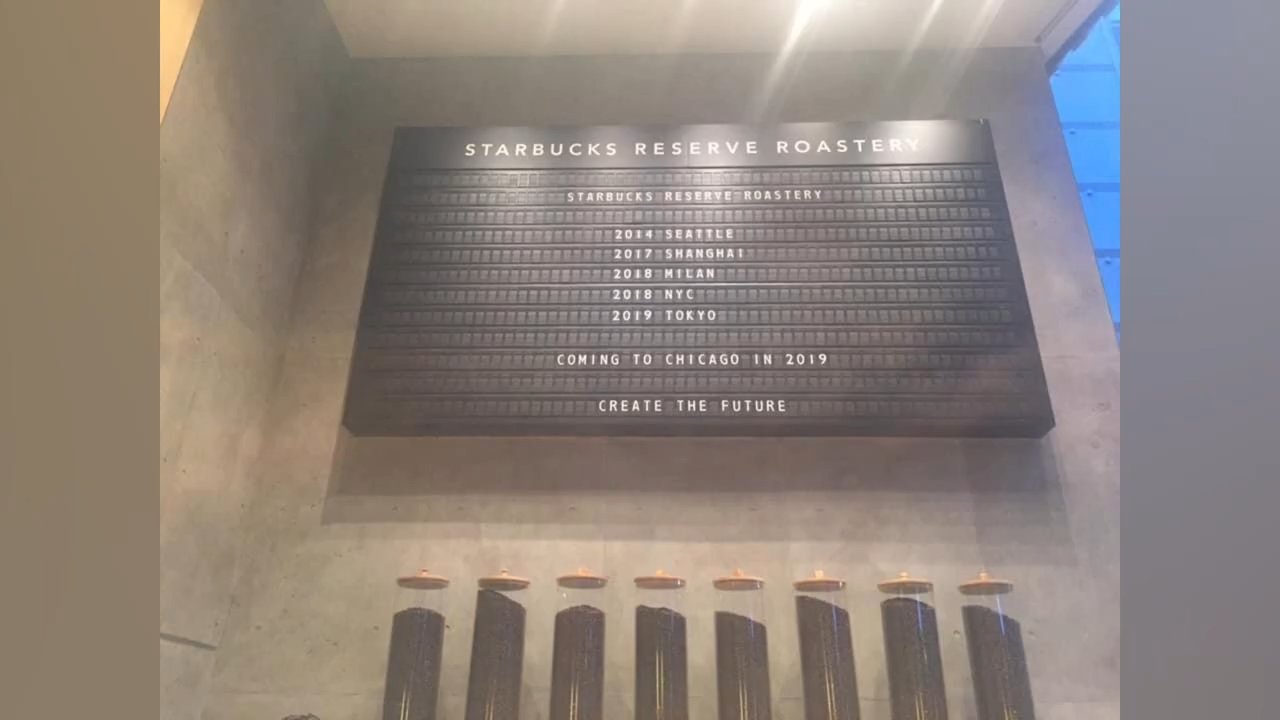 STARBUCKS RESERVE ROASTERY
STARBUCKS RESERVE ROASTERY
2014 SEATTLE
2017 SHANGHAI
2018 MILAN
2018 NYC
2019 TOKYO
COMING TO CHICAGO IN 2019
CREATE THE FUTURE